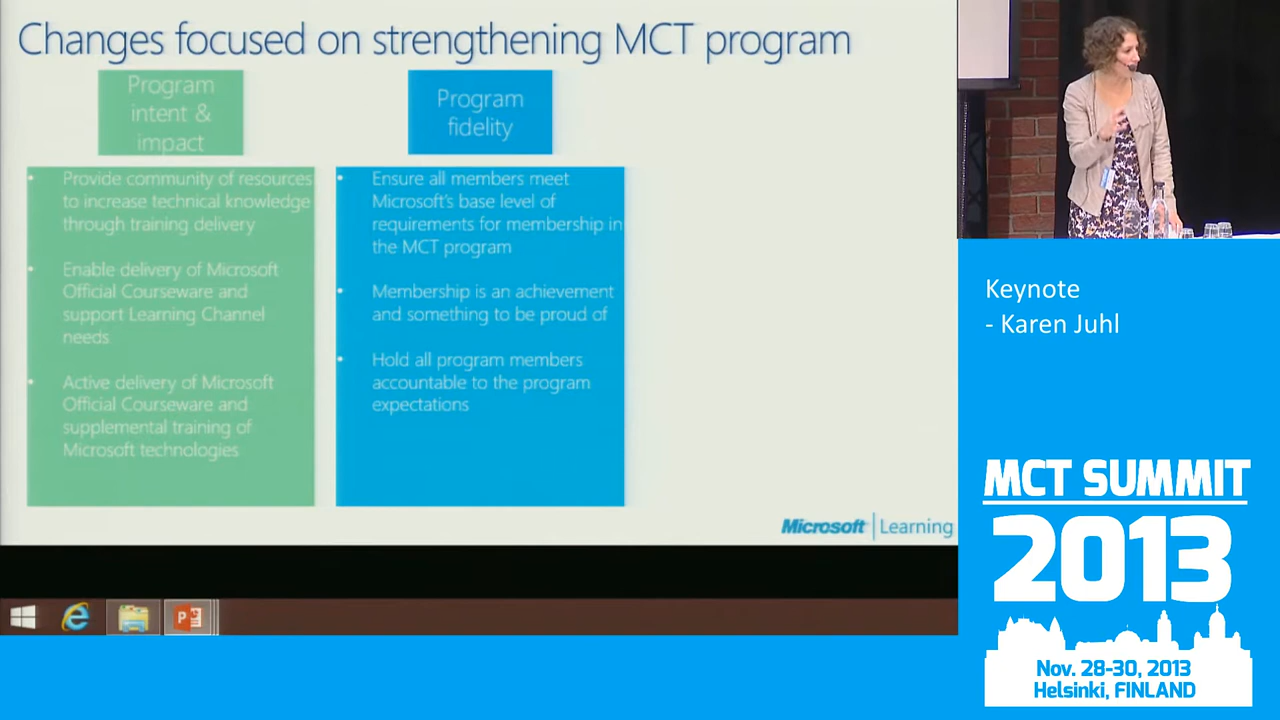 Changes focused on strengthening MCT program
Program
intent &
impact
• Provide community of resources
to increase technical knowledge
through training delivery
• Enable delivery of Microsoft
Official Courseware and
support Learning Channel
needs
• Active delivery of Microsoft
Official Courseware and
supplemental training of
Microsoft technologies
Program
fidelity
• Ensure all members meet
Microsoft's base level of
requirements for membership in
the MCT program
• Membership is an achievement
and something to be proud of
• Hold all program members
accountable to the program
expectations
Microsoft | Learning
Keynote
- Karen Juhl
MCT SUMMIT
2013
Nov. 28-30, 2013
Helsinki, FINLAND